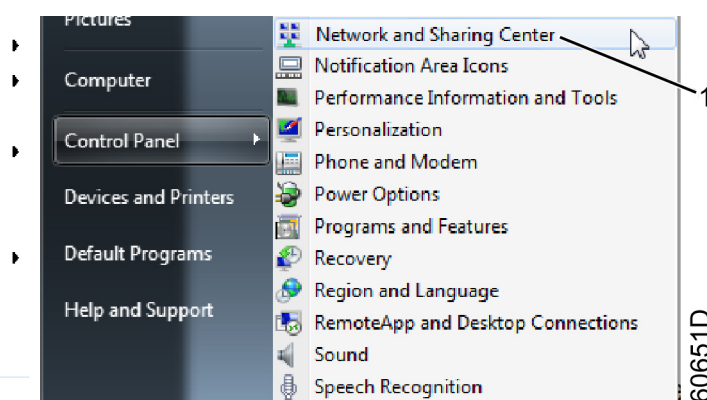 Pictures
Computer
Control Panel
Devices and Printers
Default Programs
Help and Support
Network and Sharing Center
Notification Area Icons
Performance Information and Tools
Personalization
Phone and Modem
Power Options
Programs and Features
Recovery
Region and Language
RemoteApp and Desktop Connections
Sound
Speech Recognition
1
60651D